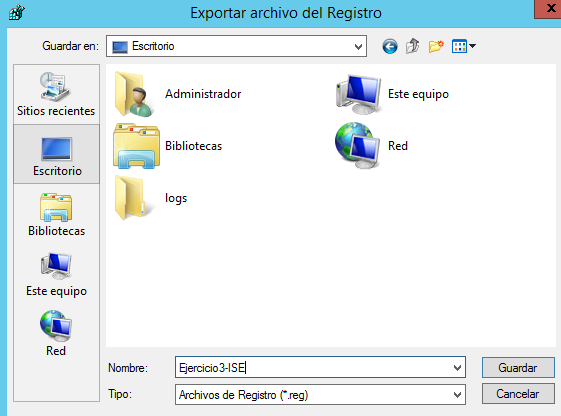 Exportar archivo del Registro
Guardar en: Escritorio
Sitios recientes
Escritorio
Bibliotecas
Este equipo
Red
Administrador
Este equipo
Bibliotecas
Red
logs
Nombre: Ejercicio3-ISE
Guardar
Tipo: Archivos de Registro (*.reg)
Cancelar